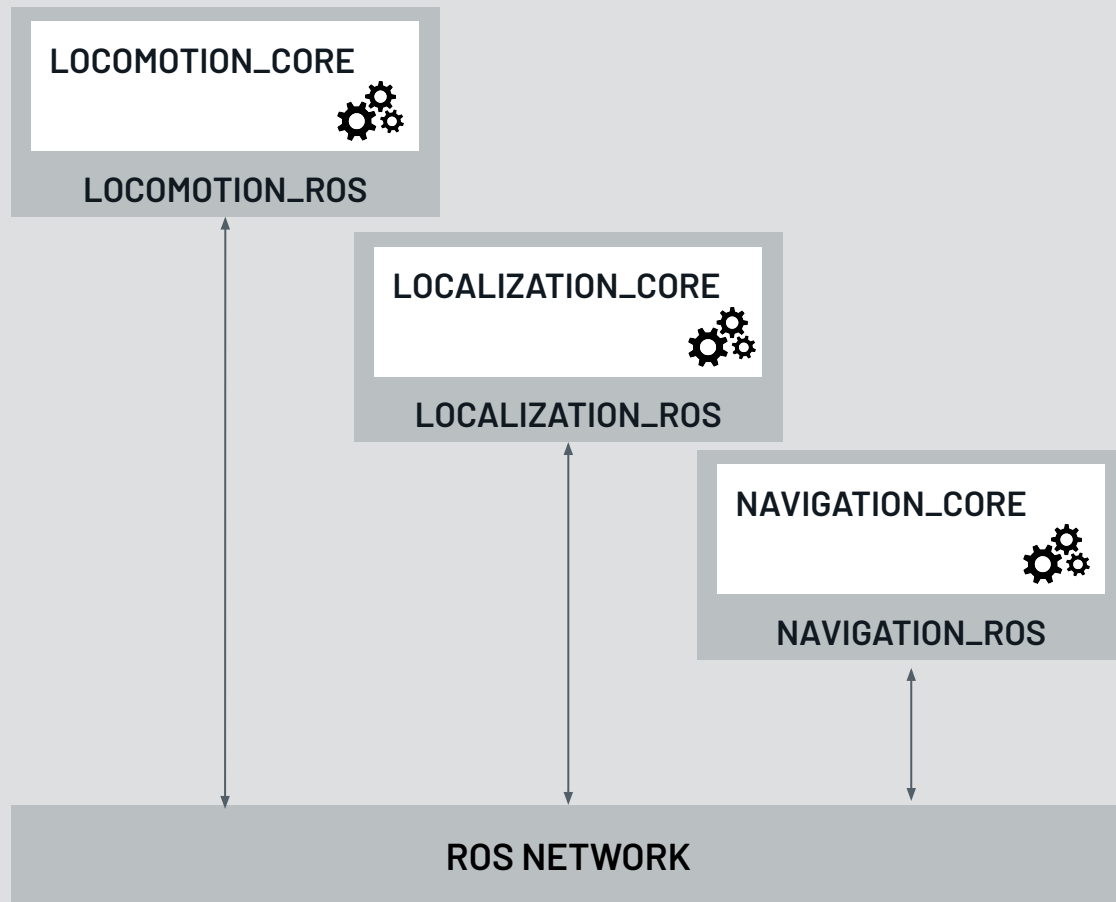 LOCOMOTION_CORE
LOCOMOTION_ROS
LOCALIZATION_CORE
LOCALIZATION_ROS
NAVIGATION_CORE
NAVIGATION_ROS
ROS NETWORK